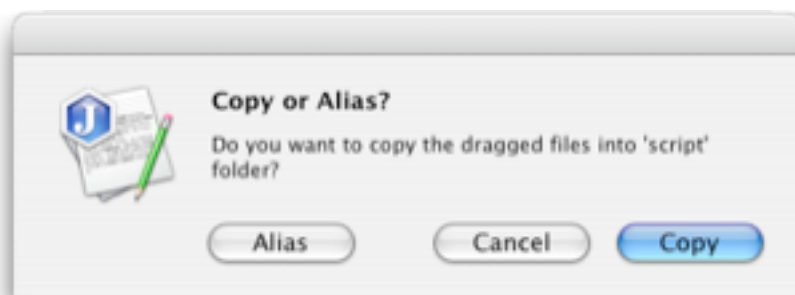 J
Copy or Alias?
Do you want to copy the dragged files into 'script'
folder?
Alias Cancel Copy